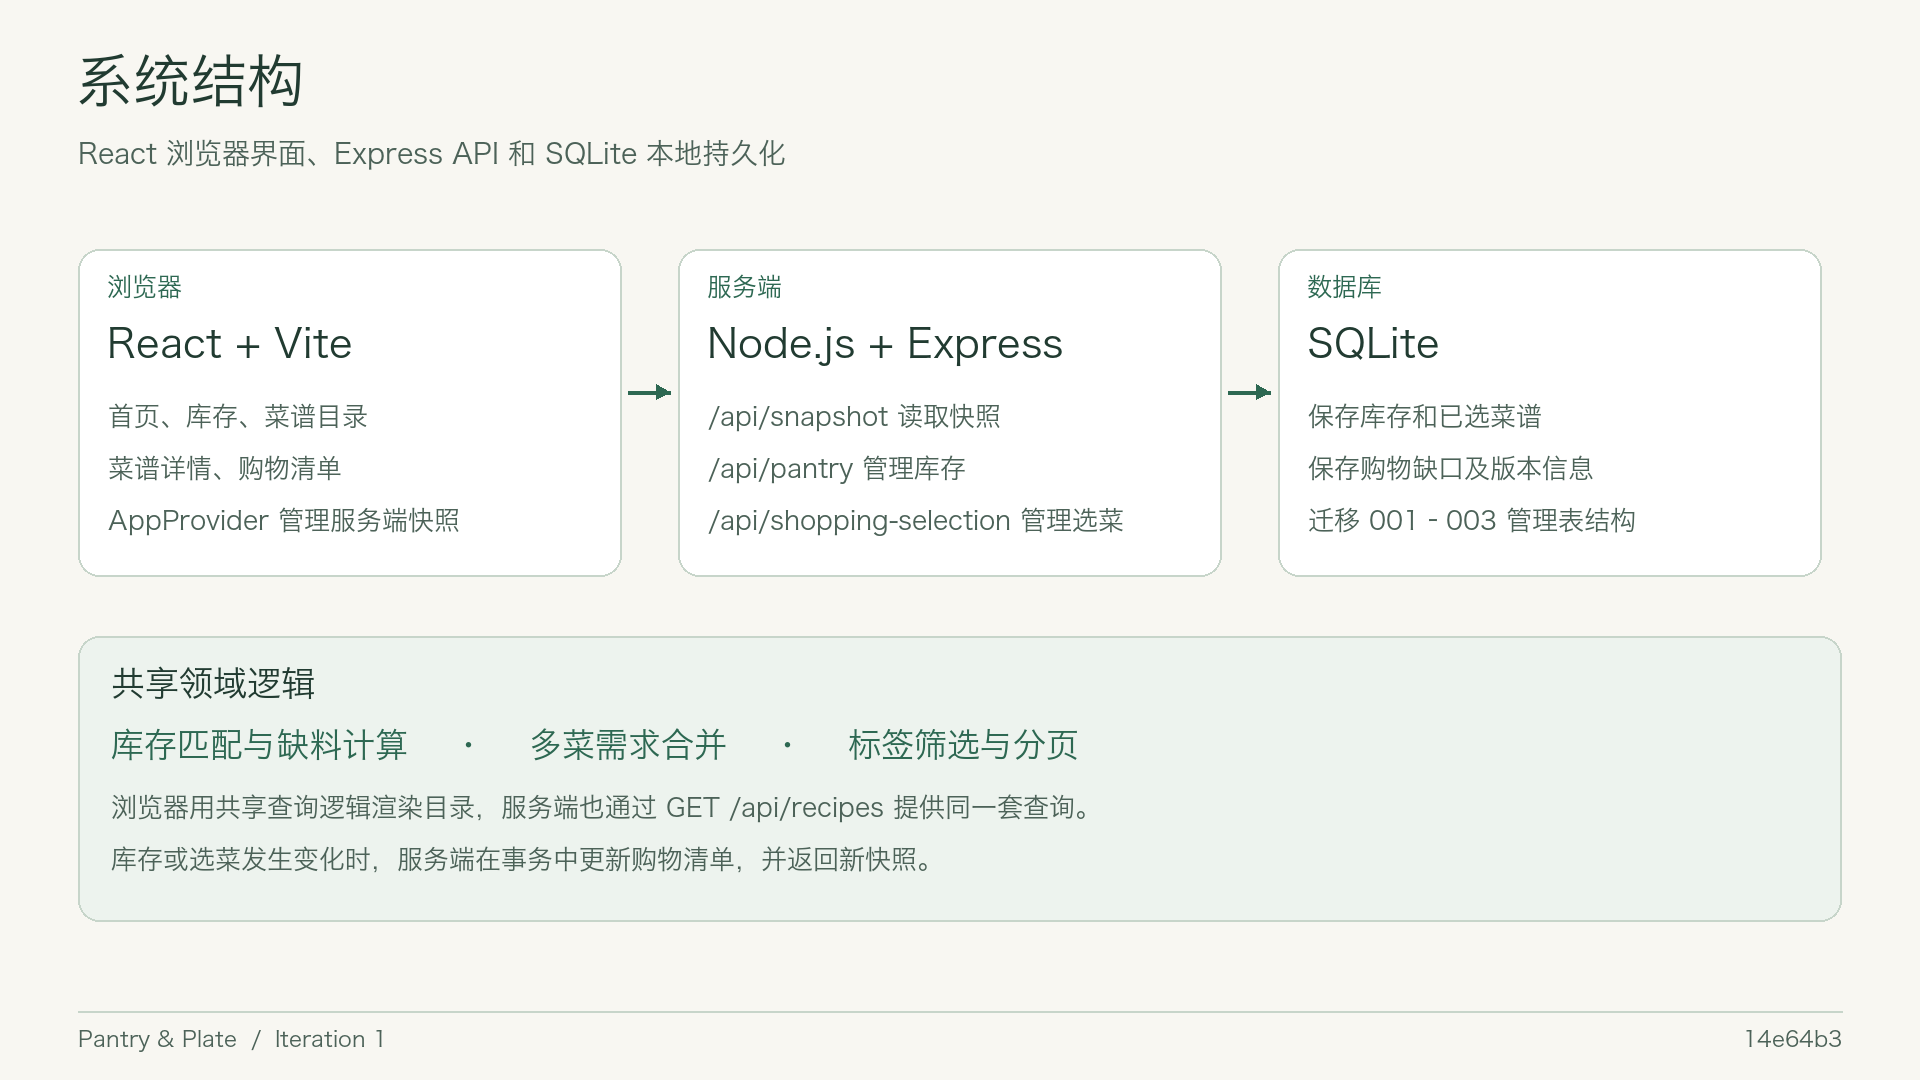 系统结构
React 浏览器界面、Express API 和 SQLite 本地持久化
浏览器
React + Vite
首页、库存、菜谱目录
菜谱详情、购物清单
AppProvider 管理服务端快照
服务端
Node.js + Express
/api/snapshot 读取快照
/api/pantry 管理库存
/api/shopping-selection 管理选菜
数据库
SQLite
保存库存和已选菜谱
保存购物缺口及版本信息
迁移 001 - 003 管理表结构
共享领域逻辑
库存匹配与缺料计算 · 多菜需求合并 · 标签筛选与分页
浏览器用共享查询逻辑渲染目录，服务端也通过 GET /api/recipes 提供同一套查询。
库存或选菜发生变化时，服务端在事务中更新购物清单，并返回新快照。
Pantry & Plate / Iteration 1
14e64b3